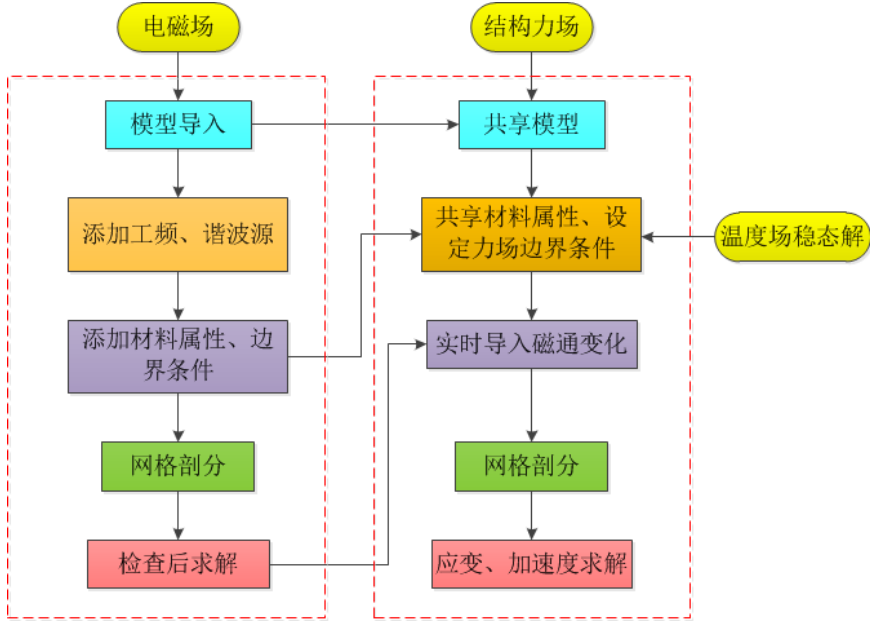 电磁场
结构力场
模型导入
共享模型
添加工频、谐波源
共享材料属性、设
定力场边界条件
温度场稳态解
添加材料属性、边
界条件
实时导入磁通变化
网格剖分
网格剖分
检查后求解
应变、加速度求解